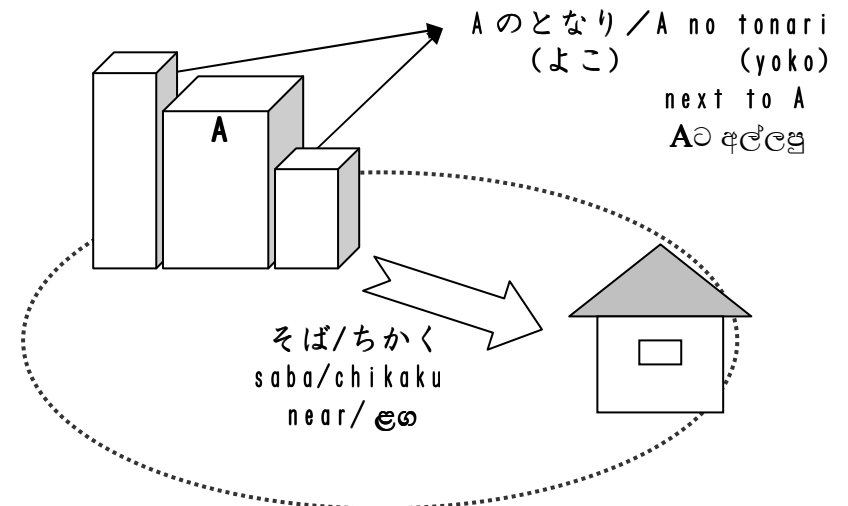 A のとなり／A no tonari
(よこ) (yoko)
next to A
Aට අල්ලපු
A
そば/ちかく
saba/chikaku
near/ ළඟ